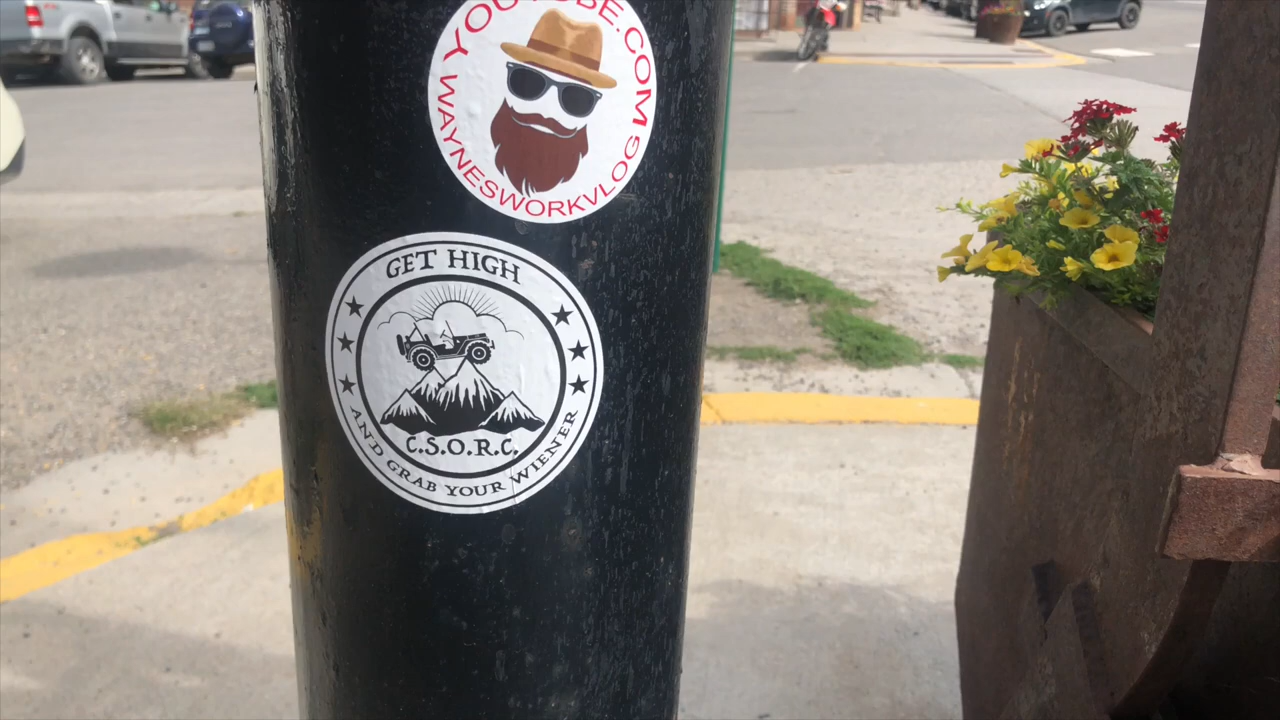 YOUTUBE.COM
WAYNESWORKVLOG
GET HIGH
C.S.O.R.C.
AND GRAB YOUR WIENER